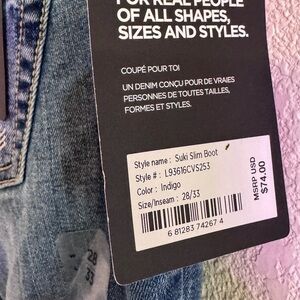 FOR REAL PEOPLE
OF ALL SHAPES,
SIZES AND STYLES.
COUPÉ POUR TOI
UN DENIM CONÇU POUR DE VRAIES
PERSONNES DE TOUTES TAILLES,
FORMES ET STYLES.
Style name : Suki Slim Boot
Style # : L93616CVS253
Color : Indigo
Size/Inseam : 28/33
MSRP USD
$74.00
6 81283 74267 4
28